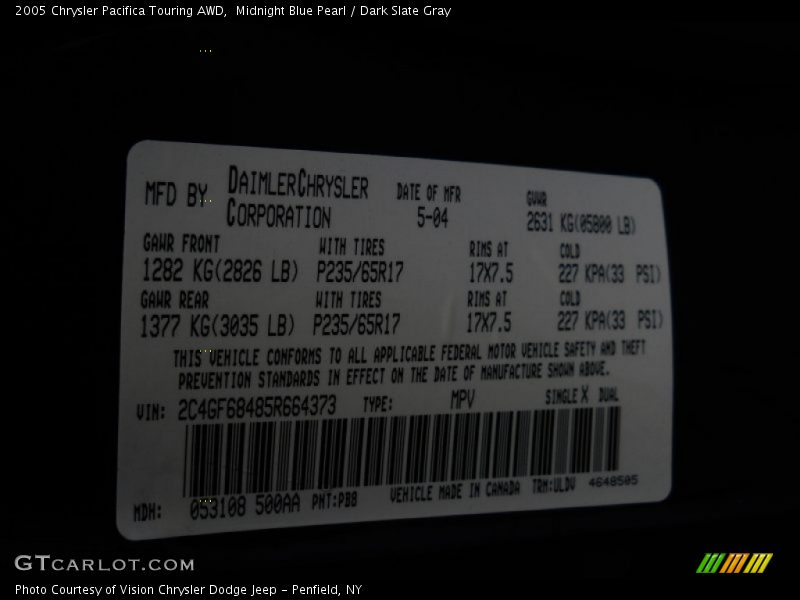 2005 Chrysler Pacifica Touring AWD,  Midnight Blue Pearl / Dark Slate Gray
MFD BY DAIMLERCHRYSLER CORPORATION
DATE OF MFR 5-04
GVWR 2631 KG(05800 LB)
GAWR FRONT WITH TIRES RIMS AT COLD
1282 KG(2826 LB) P235/65R17 17X7.5 227 KPA(33 PSI)
GAWR REAR WITH TIRES RIMS AT COLD
1377 KG(3035 LB) P235/65R17 17X7.5 227 KPA(33 PSI)
THIS VEHICLE CONFORMS TO ALL APPLICABLE FEDERAL MOTOR VEHICLE SAFETY AND THEFT
PREVENTION STANDARDS IN EFFECT ON THE DATE OF MANUFACTURE SHOWN ABOVE.
VIN: 2C4GF68485R664373 TYPE: MPV SINGLE X DUAL
MDH: 053108 500AA PNT:PB8 VEHICLE MADE IN CANADA TRM:ULDV 4648505
GTCARLOT.COM
Photo Courtesy of Vision Chrysler Dodge Jeep - Penfield, NY